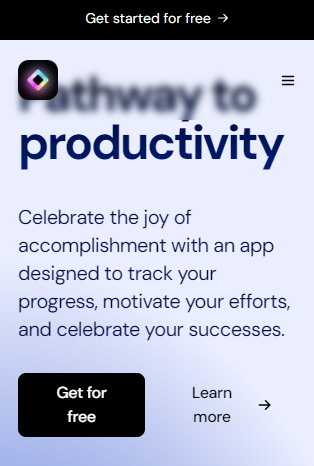 Get started for free →
Pathway to
productivity
Celebrate the joy of
accomplishment with an app
designed to track your
progress, motivate your efforts,
and celebrate your successes.
Get for
free
Learn
more →